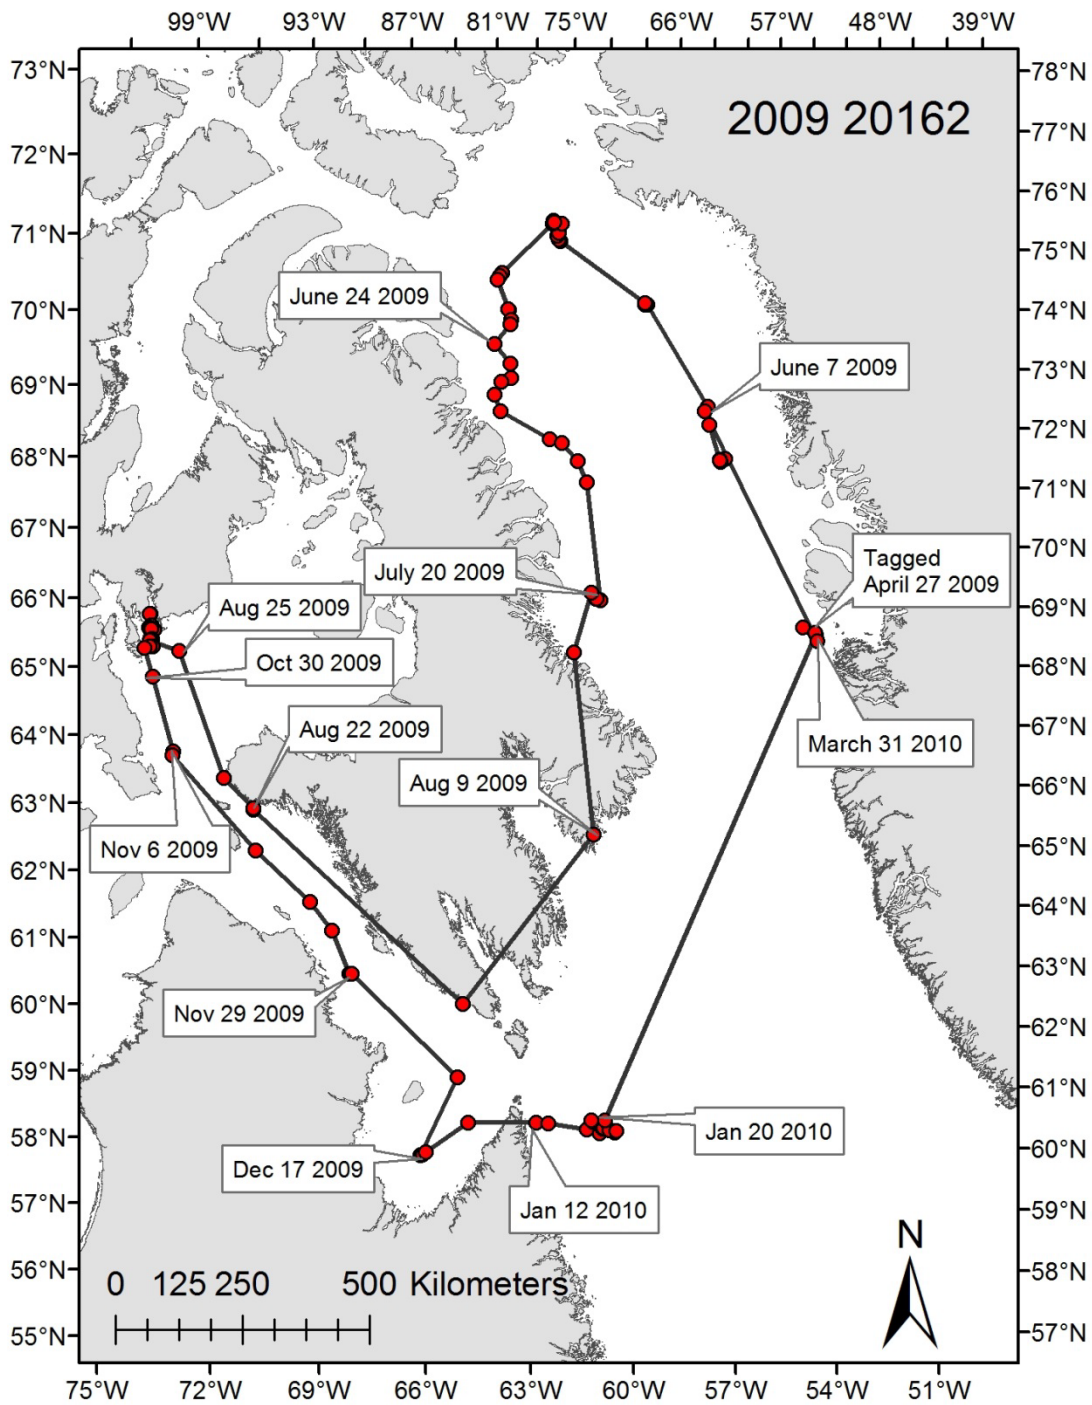 99°W 93°W 87°W 81°W 75°W 66°W 57°W 48°W 39°W
73°N
78°N
2009 20162
77°N
72°N
76°N
71°N
75°N
June 24 2009
70°N
74°N
June 7 2009
73°N
69°N
72°N
68°N
71°N
67°N
70°N
Tagged
April 27 2009
July 20 2009
66°N
Aug 25 2009
69°N
Oct 30 2009
65°N
68°N
Aug 22 2009
64°N
67°N
March 31 2010
Aug 9 2009
66°N
63°N
Nov 6 2009
65°N
62°N
64°N
61°N
63°N
60°N
Nov 29 2009
62°N
59°N
61°N
58°N
Jan 20 2010
60°N
Dec 17 2009
57°N
Jan 12 2010
59°N
N
56°N
58°N
0 125 250 500 Kilometers
55°N
57°N
75°W 72°W 69°W 66°W 63°W 60°W 57°W 54°W 51°W